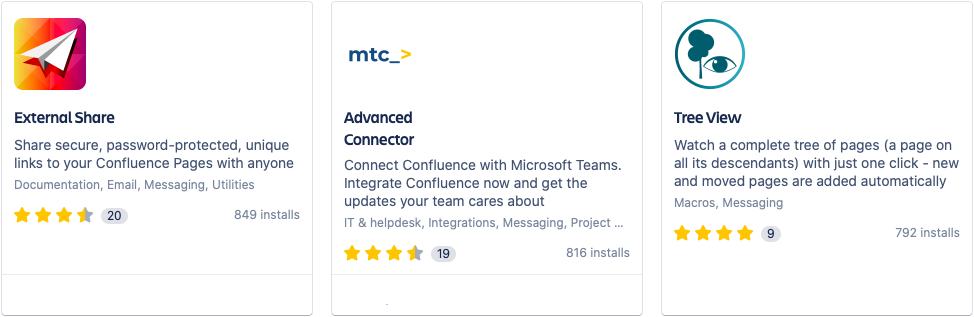 External Share
Share secure, password-protected, unique
links to your Confluence Pages with anyone
Documentation, Email, Messaging, Utilities
20
849 installs
mtc_>
Advanced
Connector
Connect Confluence with Microsoft Teams.
Integrate Confluence now and get the
updates your team cares about
IT & helpdesk, Integrations, Messaging, Project ...
19
816 installs
Tree View
Watch a complete tree of pages (a page on
all its descendants) with just one click - new
and moved pages are added automatically
Macros, Messaging
9
792 installs